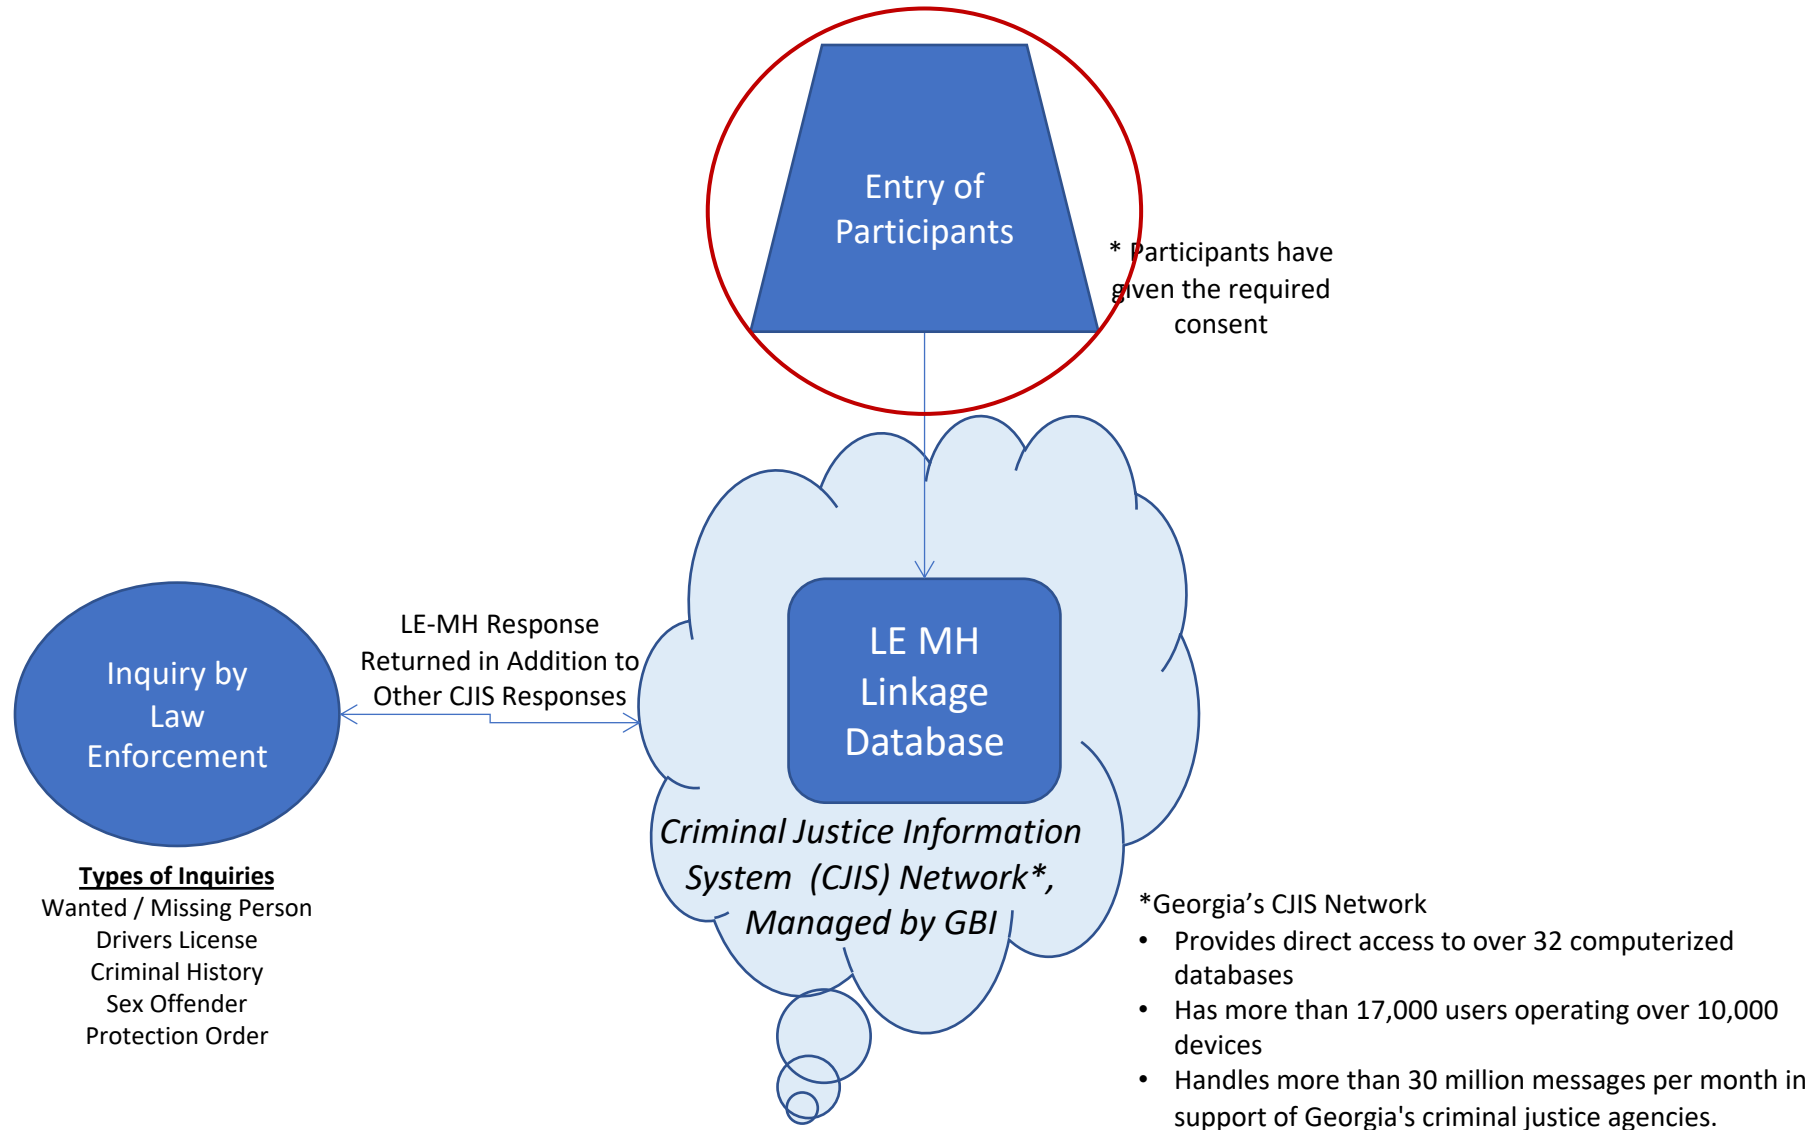 Entry of
Participants
* Participants have
given the required
consent
LE-MH Response
Returned in Addition to
Other CJIS Responses
Inquiry by
Law
Enforcement
LE MH
Linkage
Database
Criminal Justice Information
System (CJIS) Network*,
Managed by GBI
Types of Inquiries
Wanted / Missing Person
Drivers License
Criminal History
Sex Offender
Protection Order
*Georgia’s CJIS Network
• Provides direct access to over 32 computerized
databases
• Has more than 17,000 users operating over 10,000
devices
• Handles more than 30 million messages per month in
support of Georgia's criminal justice agencies.